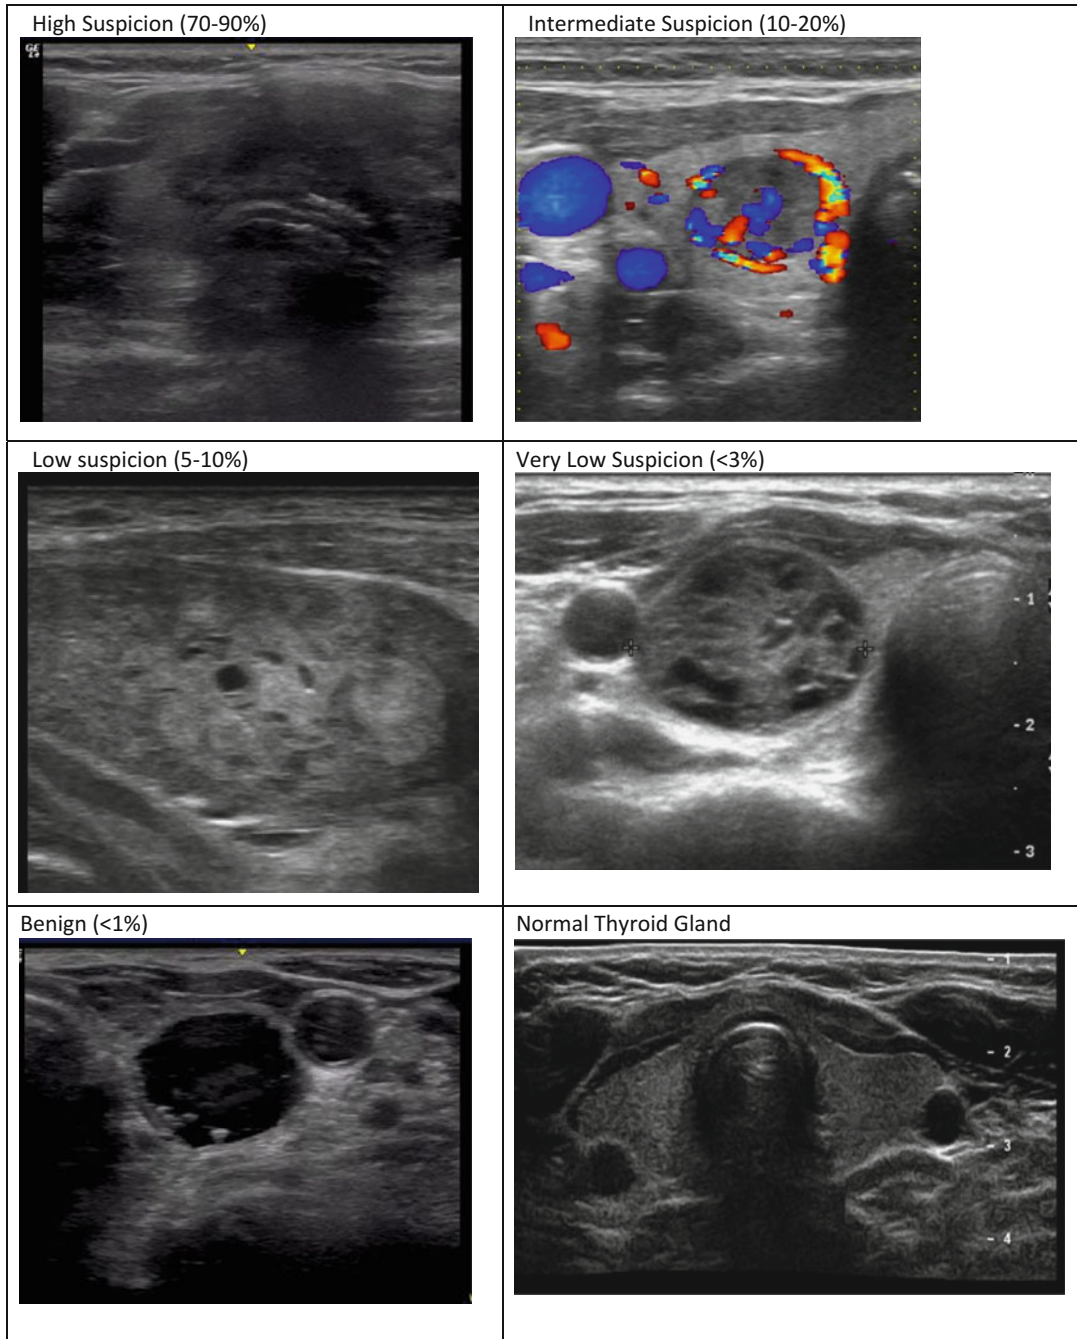 High Suspicion (70-90%)
Intermediate Suspicion (10-20%)
GE
Low suspicion (5-10%)
Very Low Suspicion (<3%)
- 1
- 2
- 3
Benign (<1%)
Normal Thyroid Gland
- 1
- 2
- 3
- 4